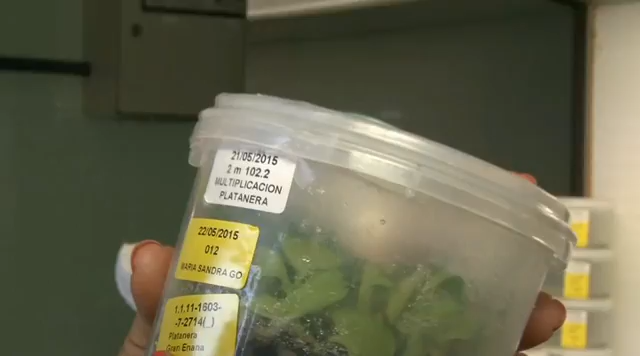 21/05/2015
2 m 102.2
MULTIPLICACION
PLATANERA
22/05/2015
012
MARIA SANDRA GO
1.1.11-1603-
-7-2714(_)
Platanera
Gran Enana